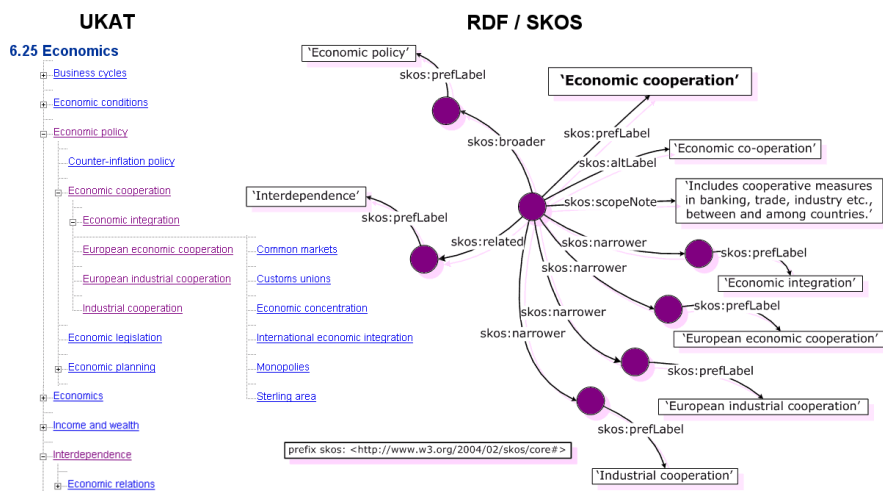 UKAT
6.25 Economics
Business cycles
Economic conditions
Economic policy
Counter-inflation policy
Economic cooperation
Economic integration
European economic cooperation
European industrial cooperation
Industrial cooperation
Common markets
Customs unions
Economic concentration
International economic integration
Monopolies
Sterling area
Economic legislation
Economic planning
Economics
Income and wealth
Interdependence
Economic relations
RDF / SKOS
‘Economic policy’
skos:prefLabel
skos:broader
‘Economic cooperation’
skos:prefLabel
skos:altLabel
‘Economic co-operation’
skos:scopeNote
‘Includes cooperative measures
in banking, trade, industry etc.,
between and among countries.’
‘Interdependence’
skos:prefLabel
skos:related
skos:narrower
skos:prefLabel
‘Economic integration’
skos:narrower
skos:prefLabel
‘European economic cooperation’
skos:narrower
skos:prefLabel
‘European industrial cooperation’
skos:narrower
skos:prefLabel
‘Industrial cooperation’
prefix skos: <http://www.w3.org/2004/02/skos/core#>